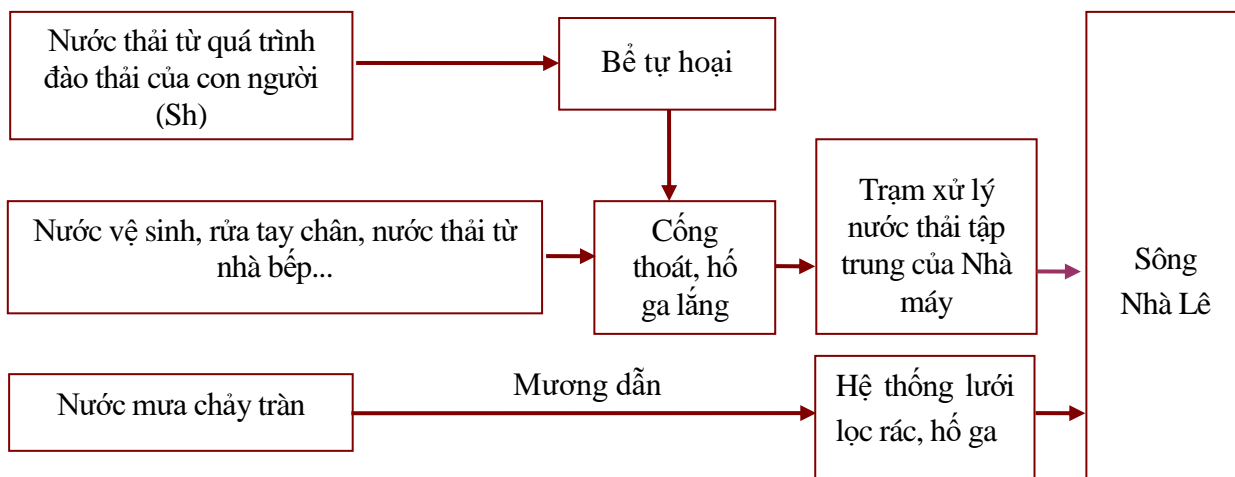 Nước thải từ quá trình
đào thải của con người
(Sh)
Bể tự hoại
Nước vệ sinh, rửa tay chân, nước thải từ
nhà bếp...
Cống
thoát, hố
ga lắng
Trạm xử lý
nước thải tập
trung của Nhà
máy
Sông
Nhà Lê
Nước mưa chảy tràn
Mương dẫn
Hệ thống lưới
lọc rác, hố ga